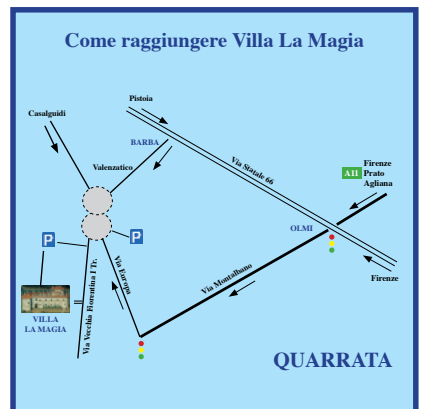 Come raggiungere Villa La Magia
Pistoia
Casalguidi
BARBA
Valenzatico
Via Statale 66
A11
Firenze
Prato
Agliana
OLMI
P
P
Firenze
Via Montalbano
Via Europa
Via Vecchia Fiorentina I Tr.
VILLA
LA MAGIA
QUARRATA